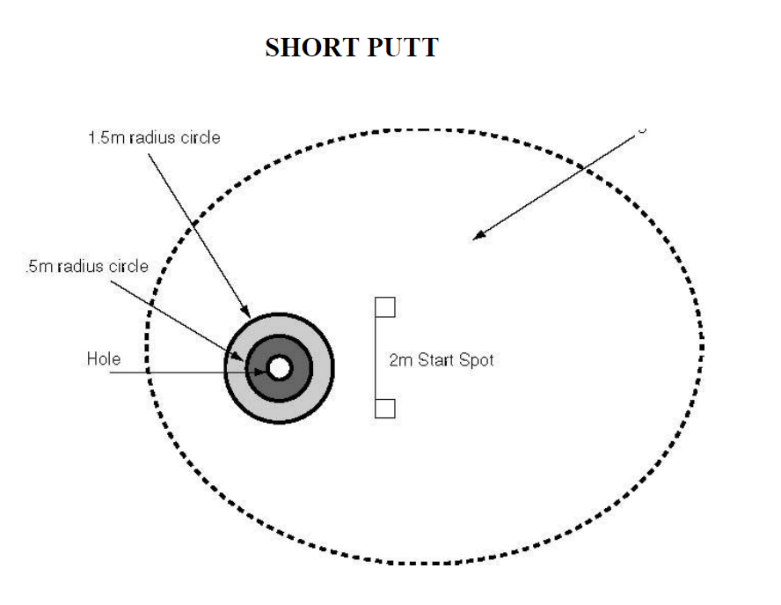 SHORT PUTT
1.5m radius circle
.5m radius circle
Hole
2m Start Spot